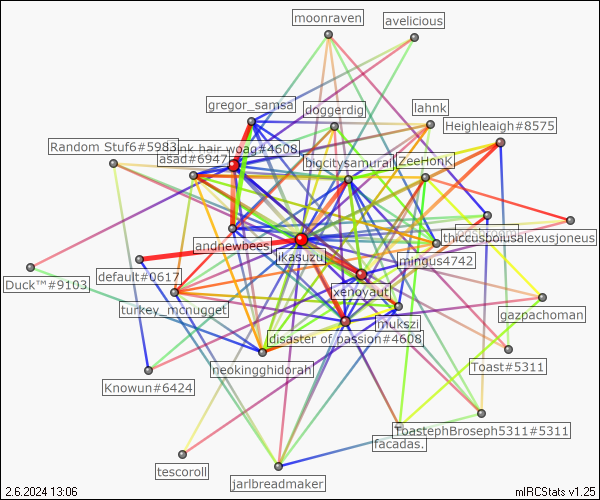 moonraven
avelicious
gregor_samsa
doggerdig
lahnk
Heighleaigh#8575
Random Stuf6#5983
ink hair woag#4608
asad#6947
bigcitysamurai
ZeeHonk
thiccusboiusalexusjoneus
andnewbees
ikasuzu
mingus4742
default#0617
Duck™#9103
xenoyaut
turkey_mcnugget
mukszi
gazpachoman
disaster of passion#4608
neokingghidorah
Toast#5311
Knowun#6424
ToastephBroseph5311#5311
facadas.
tescoroll
jarlbreadmaker
2.6.2024 13:06
mIRCStats v1.25